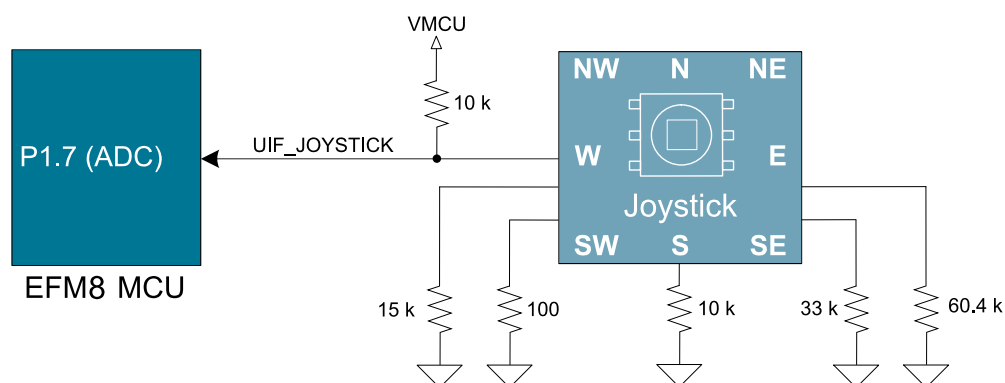 VMCU
NW N NE
10 k
P1.7 (ADC)
UIF_JOYSTICK
W E
Joystick
SW S SE
EFM8 MCU
15 k
100
10 k
33 k
60.4 k